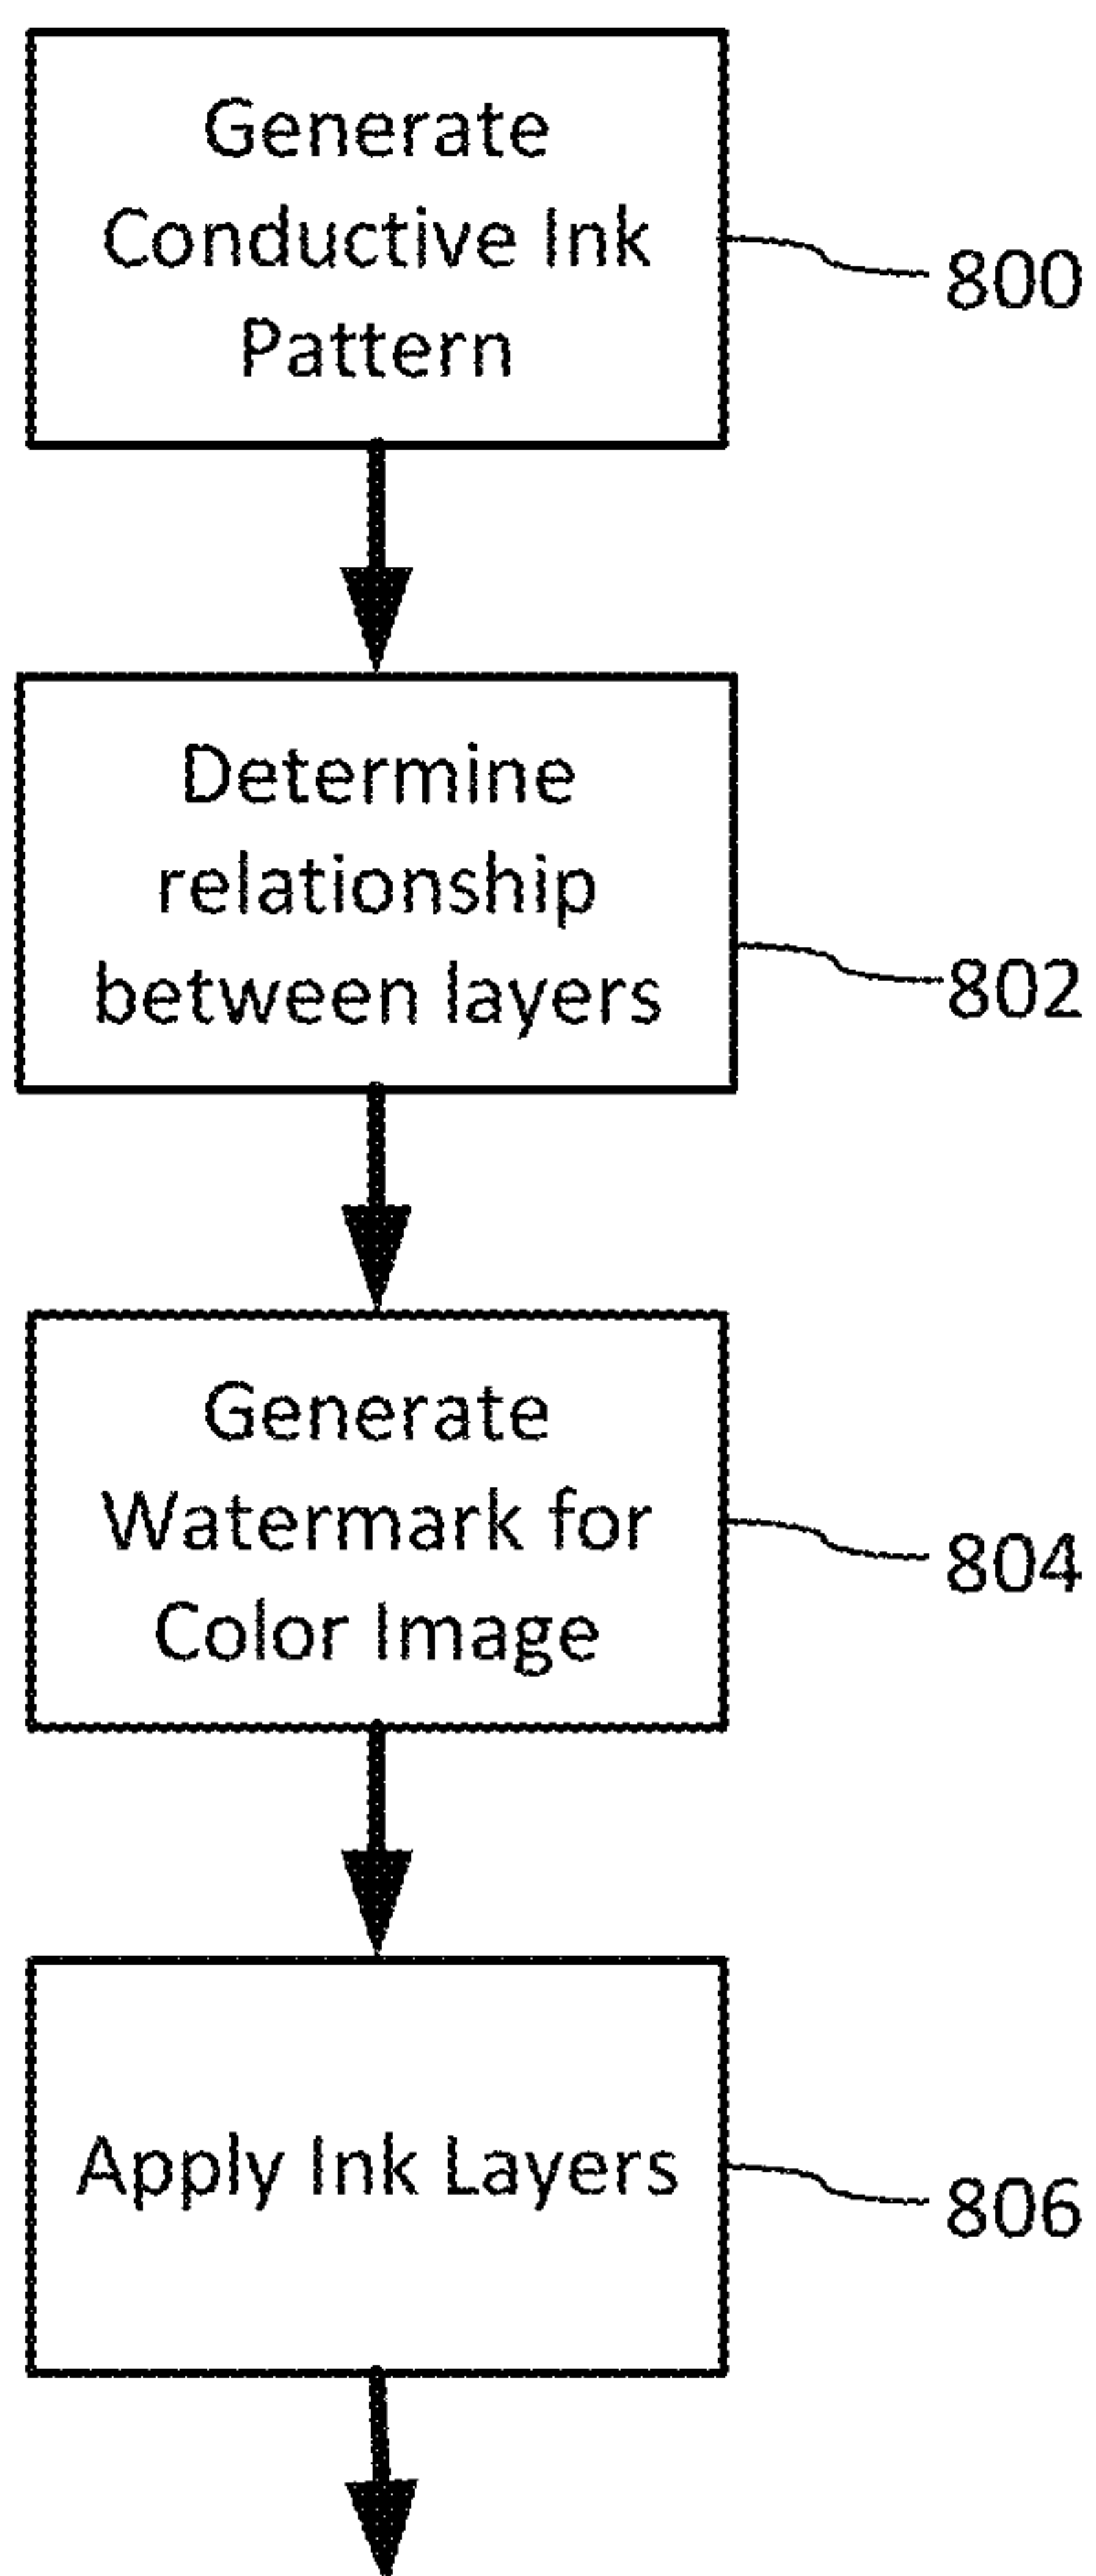 Generate
Conductive Ink
Pattern
800
Determine
relationship
between layers
802
Generate
Watermark for
Color Image
804
Apply Ink Layers
806